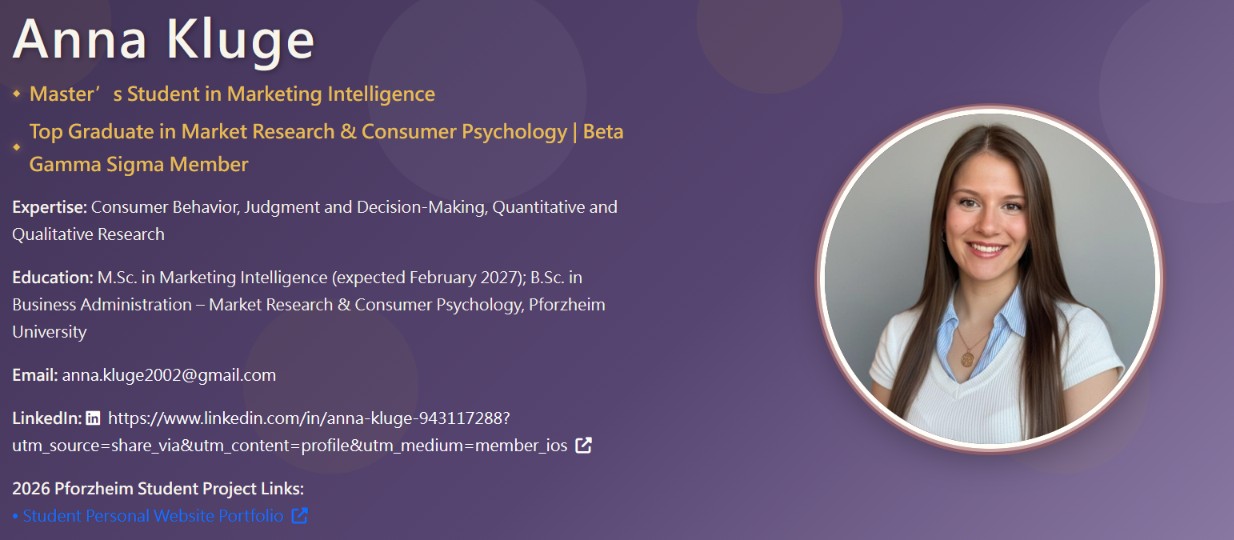 Anna Kluge
Master’s Student in Marketing Intelligence
Top Graduate in Market Research & Consumer Psychology | Beta
Gamma Sigma Member
Expertise: Consumer Behavior, Judgment and Decision-Making, Quantitative and
Qualitative Research
Education: M.Sc. in Marketing Intelligence (expected February 2027); B.Sc. in
Business Administration – Market Research & Consumer Psychology, Pforzheim
University
Email: anna.kluge2002@gmail.com
LinkedIn: in https://www.linkedin.com/in/anna-kluge-943117288?
utm_source=share_via&utm_content=profile&utm_medium=member_ios
2026 Pforzheim Student Project Links:
• Student Personal Website Portfolio